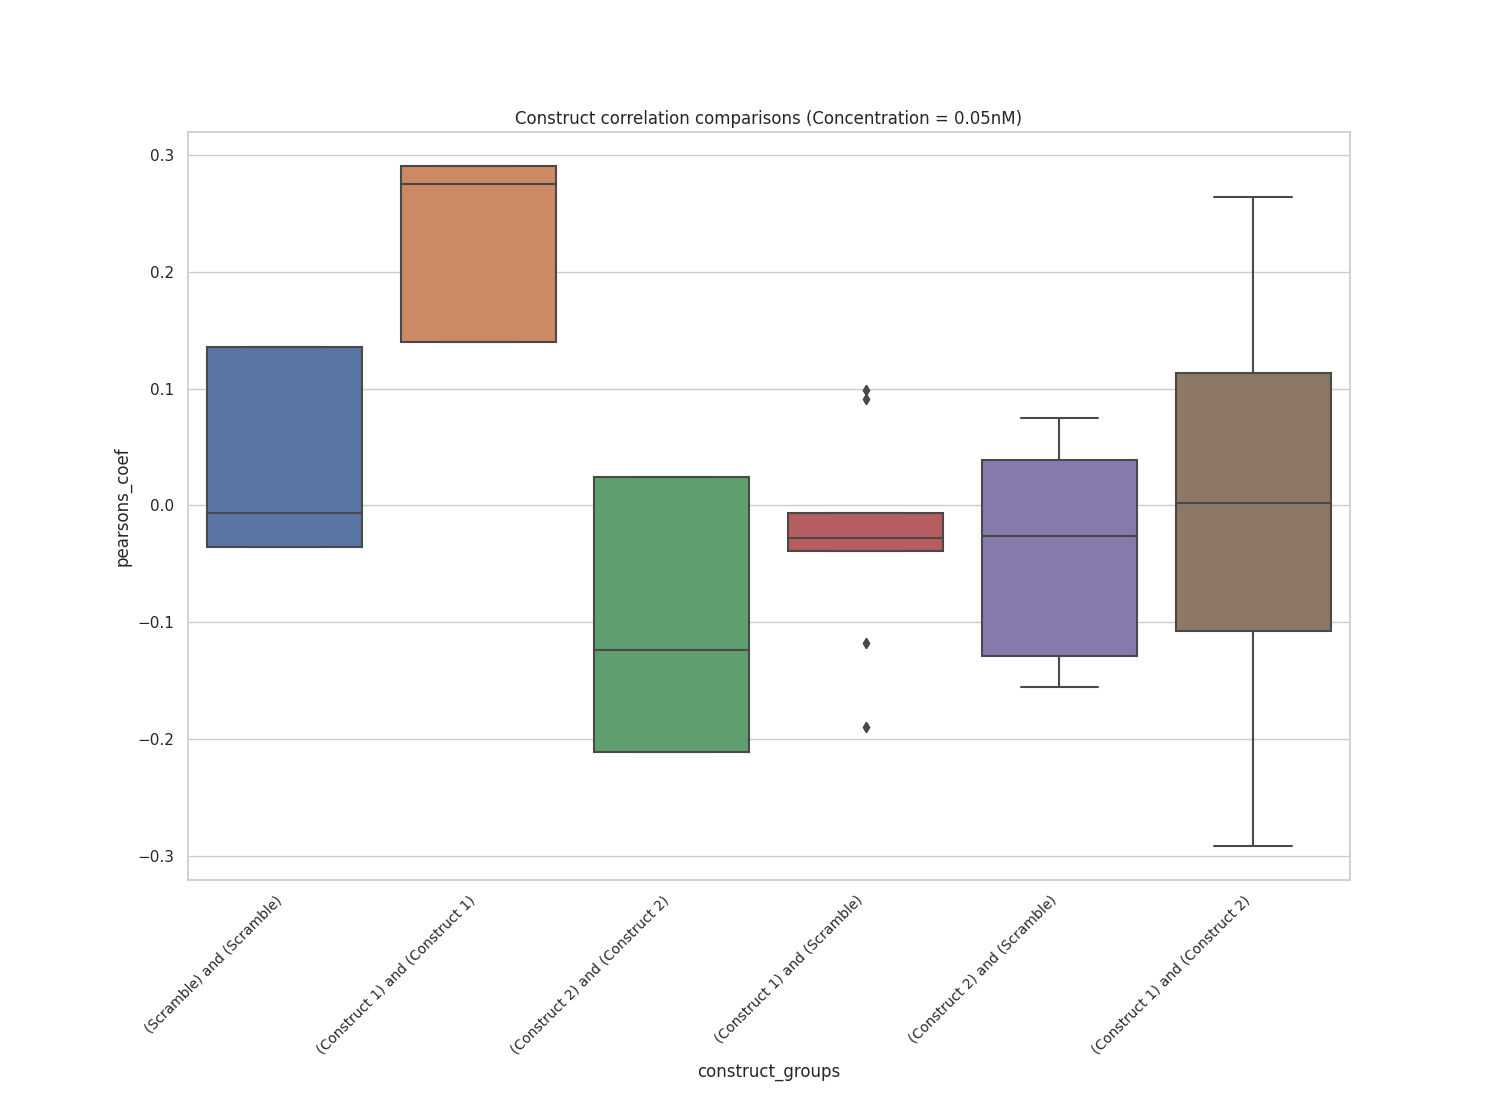 Construct correlation comparisons (Concentration = 0.05nM)
pearsons_coef
0.3
0.2
0.1
0.0
−0.1
−0.2
−0.3
(Scramble) and (Scramble)
(Construct 1) and (Construct 1)
(Construct 2) and (Construct 2)
(Construct 1) and (Scramble)
(Construct 2) and (Scramble)
(Construct 1) and (Construct 2)
construct_groups